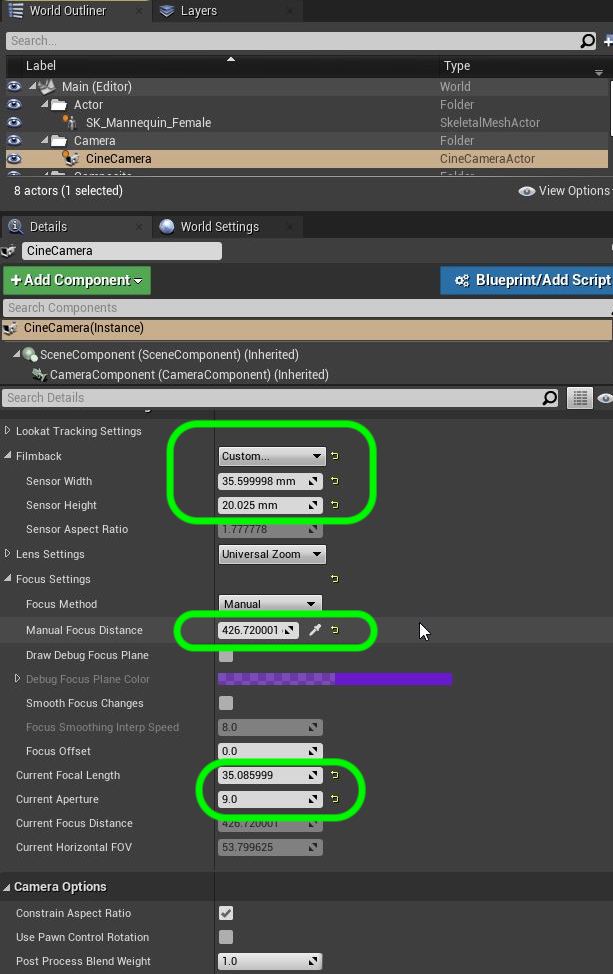 World Outliner Layers
Search...
Label Type
Main (Editor) World
Actor Folder
SK_Mannequin_Female SkeletalMeshActor
Camera Folder
CineCamera CineCameraActor
8 actors (1 selected) View Options
Details World Settings
CineCamera
+ Add Component Blueprint/Add Script
Search Components
CineCamera(Instance)
SceneComponent (SceneComponent) (Inherited)
CameraComponent (CameraComponent) (Inherited)
Search Details
Lookat Tracking Settings
Filmback Custom...
Sensor Width 35.599998 mm
Sensor Height 20.025 mm
Sensor Aspect Ratio 1.777778
Lens Settings Universal Zoom
Focus Settings
Focus Method Manual
Manual Focus Distance 426.720001
Draw Debug Focus Plane
Debug Focus Plane Color
Smooth Focus Changes
Focus Smoothing Interp Speed 8.0
Focus Offset 0.0
Current Focal Length 35.085999
Current Aperture 9.0
Current Focus Distance 426.720001
Current Horizontal FOV 53.799625
Camera Options
Constrain Aspect Ratio
Use Pawn Control Rotation
Post Process Blend Weight 1.0